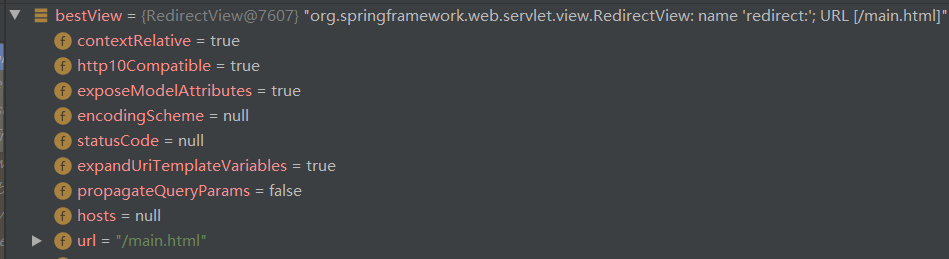 bestView = {RedirectView@7607} "org.springframework.web.servlet.view.RedirectView: name 'redirect:'; URL [/main.html]"
f contextRelative = true
f http10Compatible = true
f exposeModelAttributes = true
f encodingScheme = null
f statusCode = null
f expandUriTemplateVariables = true
f propagateQueryParams = false
f hosts = null
f url = "/main.html"